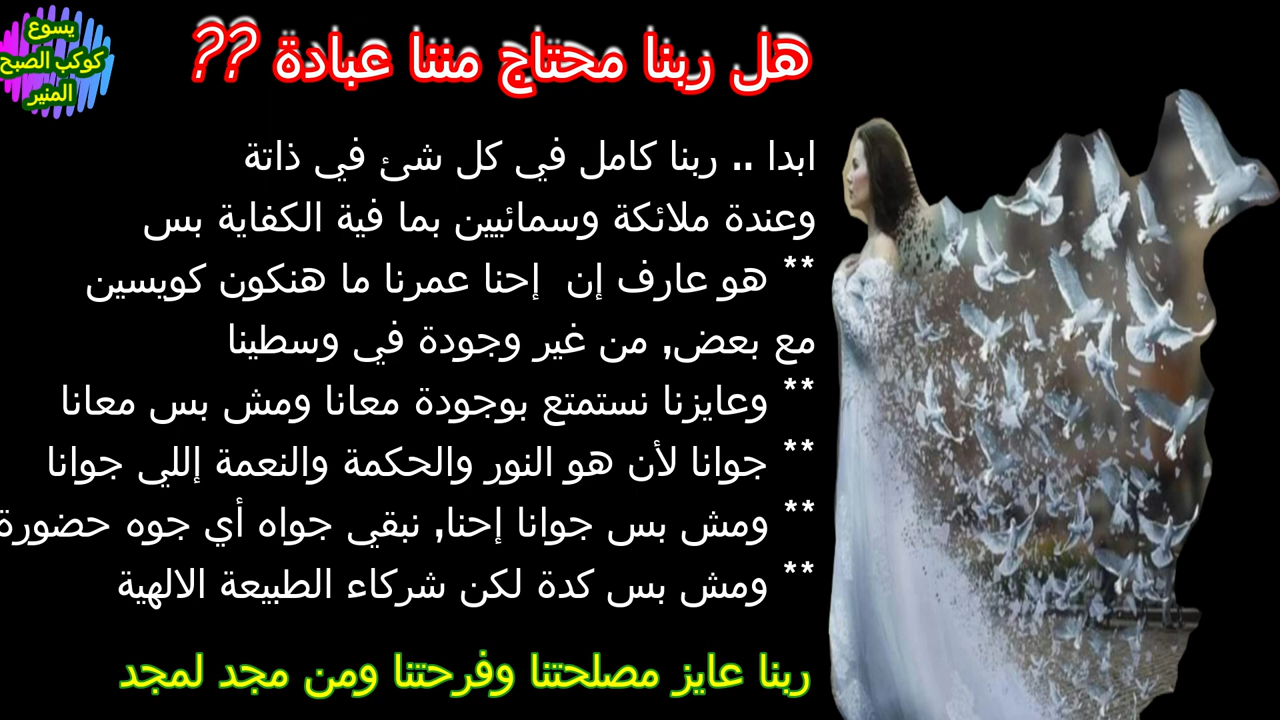 يسوع
كوكب الصبح
المنير
هل ربنا محتاج مننا عبادة ??
ابدا .. ربنا كامل في كل شئ في ذاتة
وعندة ملائكة وسمائيين بما فية الكفاية بس
** هو عارف إن إحنا عمرنا ما هنكون كويسين
مع بعض, من غير وجودة في وسطينا
** وعايزنا نستمتع بوجودة معانا ومش بس معانا
** جوانا لأن هو النور والحكمة والنعمة إللي جوانا
** ومش بس جوانا إحنا, نبقي جواه أي جوه حضورة
** ومش بس كدة لكن شركاء الطبيعة الالهية
ربنا عايز مصلحتنا وفرحتنا ومن مجد لمجد